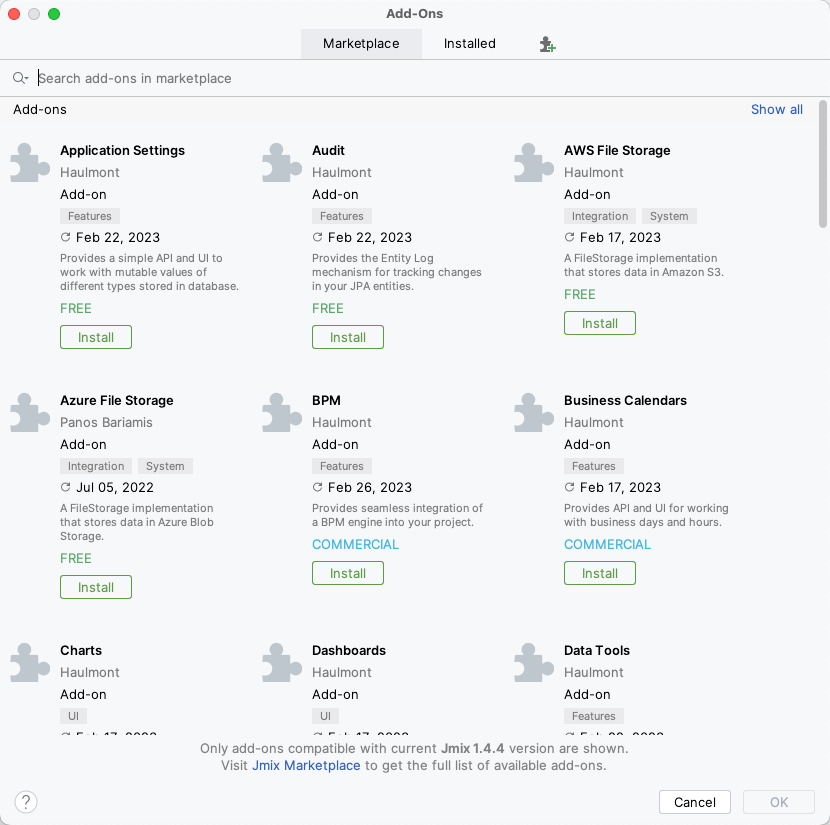 Add-Ons
Marketplace
Installed
Search add-ons in marketplace
Add-ons
Show all
Application Settings
Haulmont
Add-on
Features
Feb 22, 2023
Provides a simple API and UI to
work with mutable values of
different types stored in database.
FREE
Install
Audit
Haulmont
Add-on
Features
Feb 22, 2023
Provides the Entity Log
mechanism for tracking changes
in your JPA entities.
FREE
Install
AWS File Storage
Haulmont
Add-on
Integration System
Feb 17, 2023
A FileStorage implementation
that stores data in Amazon S3.
FREE
Install
Azure File Storage
Panos Bariamis
Add-on
Integration System
Jul 05, 2022
A FileStorage implementation
that stores data in Azure Blob
Storage.
FREE
Install
BPM
Haulmont
Add-on
Features
Feb 26, 2023
Provides seamless integration of
a BPM engine into your project.
COMMERCIAL
Install
Business Calendars
Haulmont
Add-on
Features
Feb 17, 2023
Provides API and UI for working
with business days and hours.
COMMERCIAL
Install
Charts
Haulmont
Add-on
UI
Dashboards
Haulmont
Add-on
UI
Data Tools
Haulmont
Add-on
Features
Only add-ons compatible with current Jmix 1.4.4 version are shown.
Visit Jmix Marketplace to get the full list of available add-ons.
?
Cancel
OK